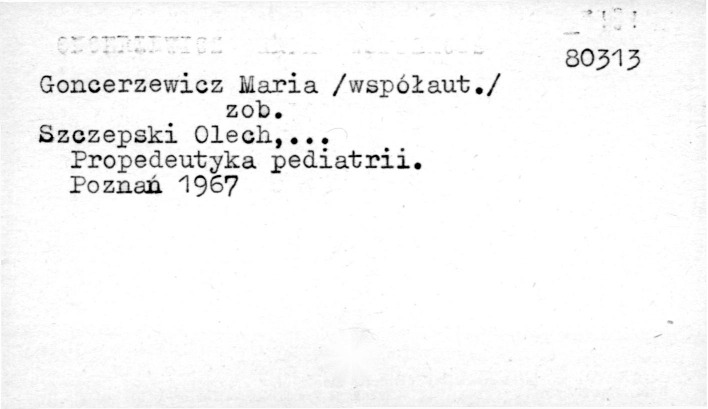 80313
Goncerzewicz Maria /współaut./
zob.
Szczepski Olech,...
Propedeutyka pediatrii.
Poznań 1967